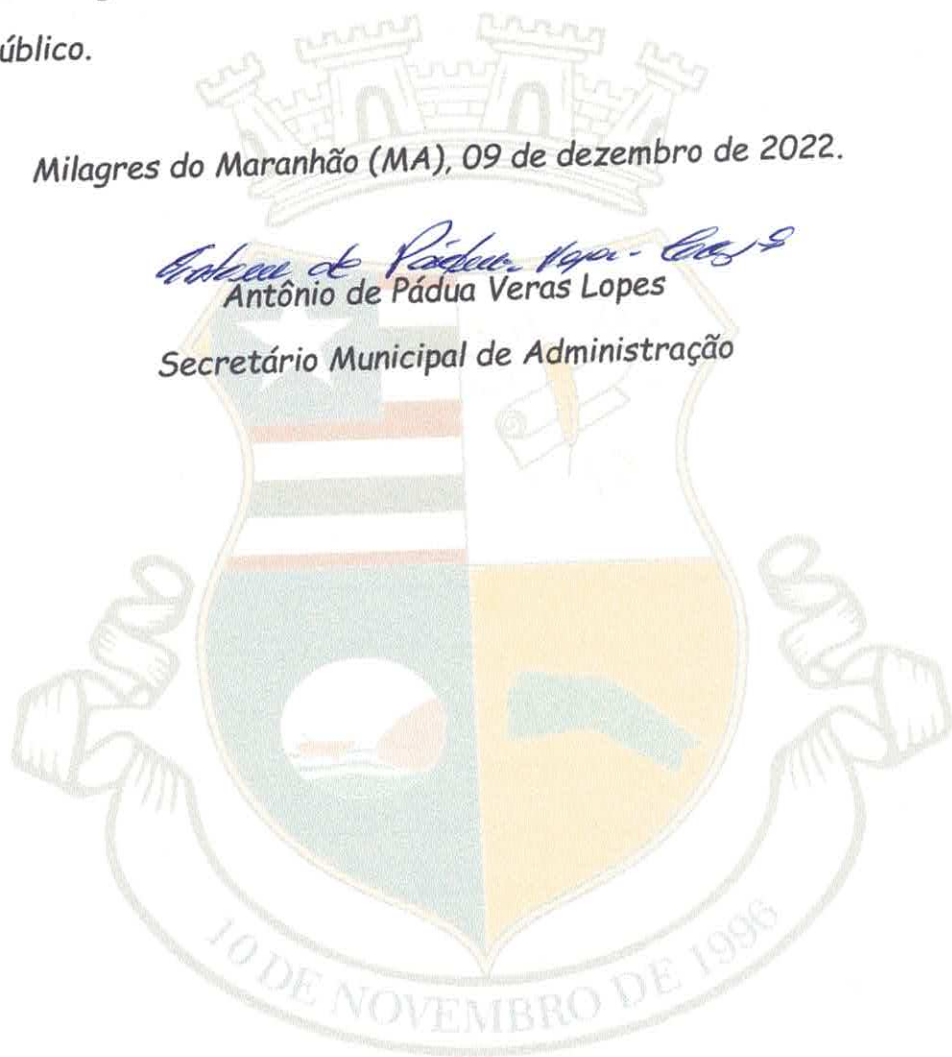 úblico.
Milagres do Maranhão (MA), 09 de dezembro de 2022.
Antônio de Pádua Veras Lopes
Secretário Municipal de Administração
10 DE NOVEMBRO DE 1996